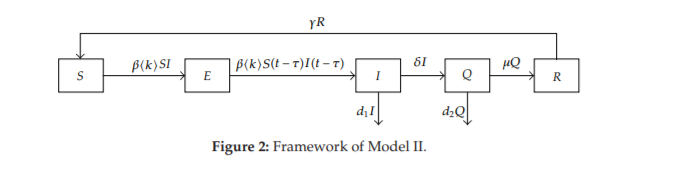 γR
β⟨k⟩SI
β⟨k⟩S(t − τ)I(t − τ)
δI
μQ
S
E
I
Q
R
d₁I
d₂Q
Figure 2: Framework of Model II.